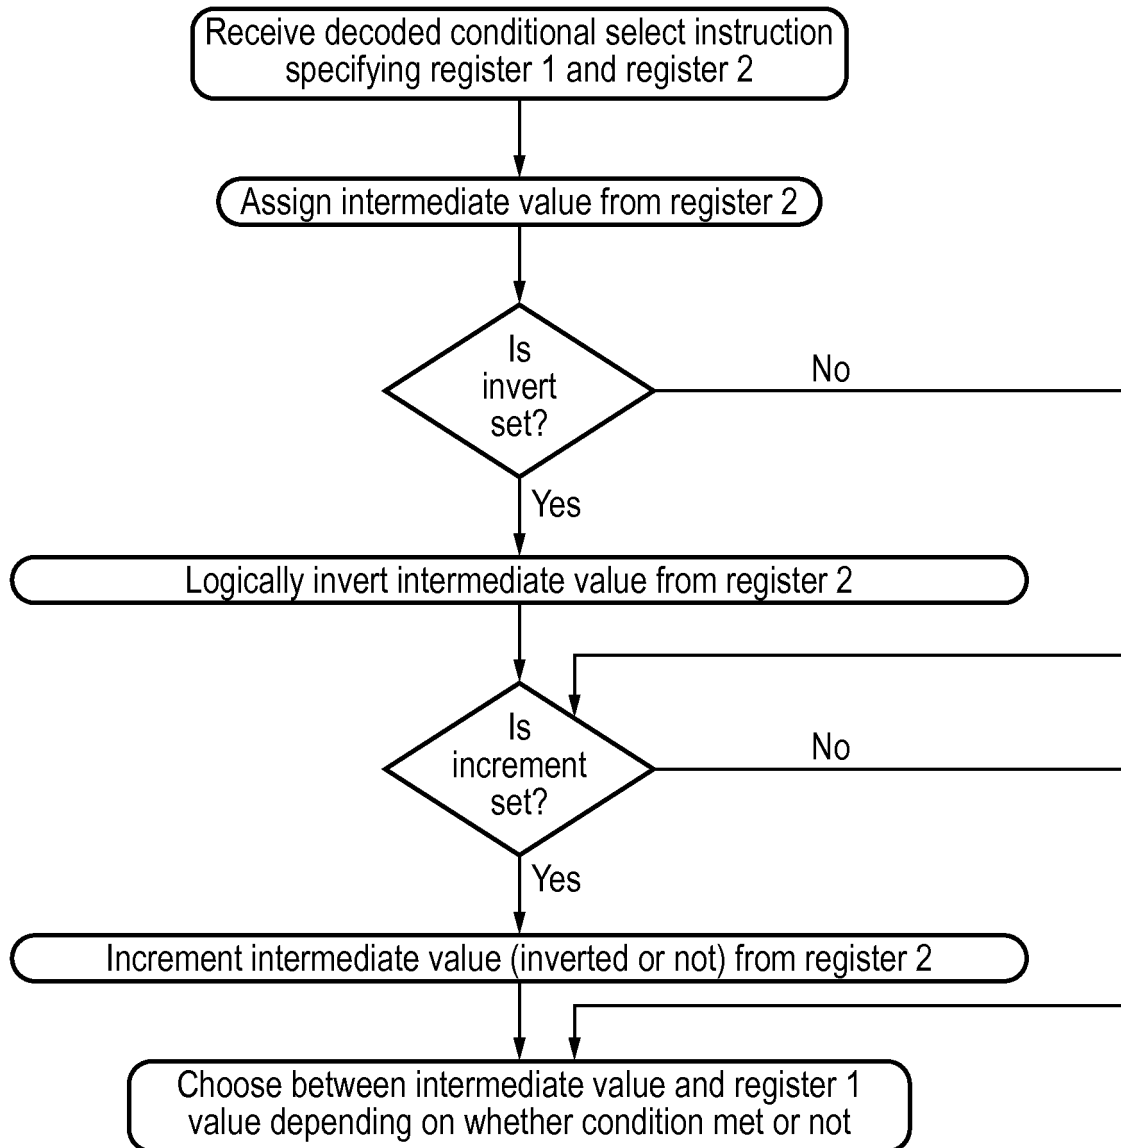 Receive decoded conditional select instruction
specifying register 1 and register 2
Assign intermediate value from register 2
Is
invert
set?
No
Yes
Logically invert intermediate value from register 2
Is
increment
set?
No
Yes
Increment intermediate value (inverted or not) from register 2
Choose between intermediate value and register 1
value depending on whether condition met or not